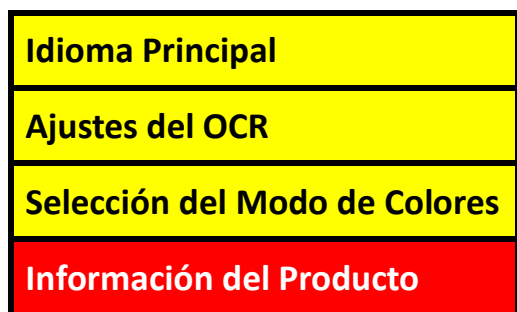 Idioma Principal
Ajustes del OCR
Selección del Modo de Colores
Información del Producto